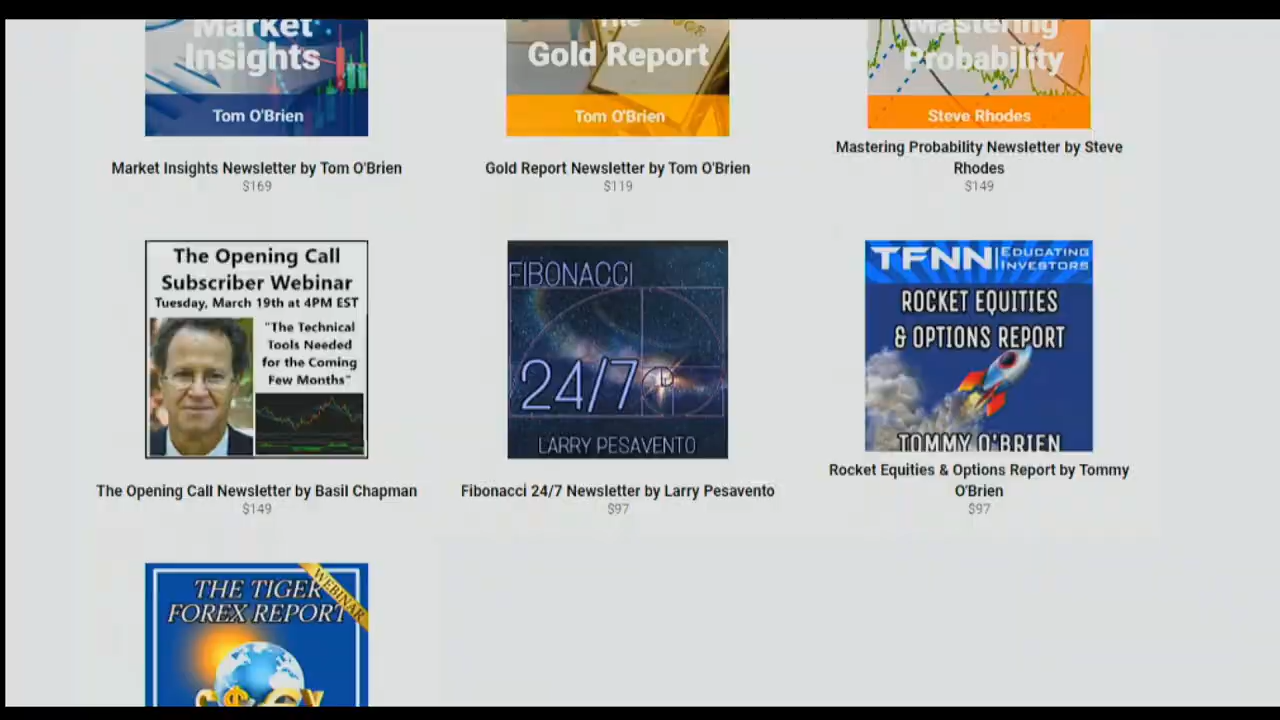 Market
Insights
Tom O'Brien
Market Insights Newsletter by Tom O'Brien
$169
The
Gold Report
Tom O'Brien
Gold Report Newsletter by Tom O'Brien
$119
Mastering
Probability
Steve Rhodes
Mastering Probability Newsletter by Steve
Rhodes
$149
The Opening Call
Subscriber Webinar
Tuesday, March 19th at 4PM EST
"The Technical
Tools Needed
for the Coming
Few Months"
The Opening Call Newsletter by Basil Chapman
$149
FIBONACCI
24/7
LARRY PESAVENTO
Fibonacci 24/7 Newsletter by Larry Pesavento
$97
TFNN EDUCATING
INVESTORS
ROCKET EQUITIES
& OPTIONS REPORT
TOMMY O'BRIEN
Rocket Equities & Options Report by Tommy
O'Brien
$97
THE TIGER
FOREX REPORT
WEBINAR